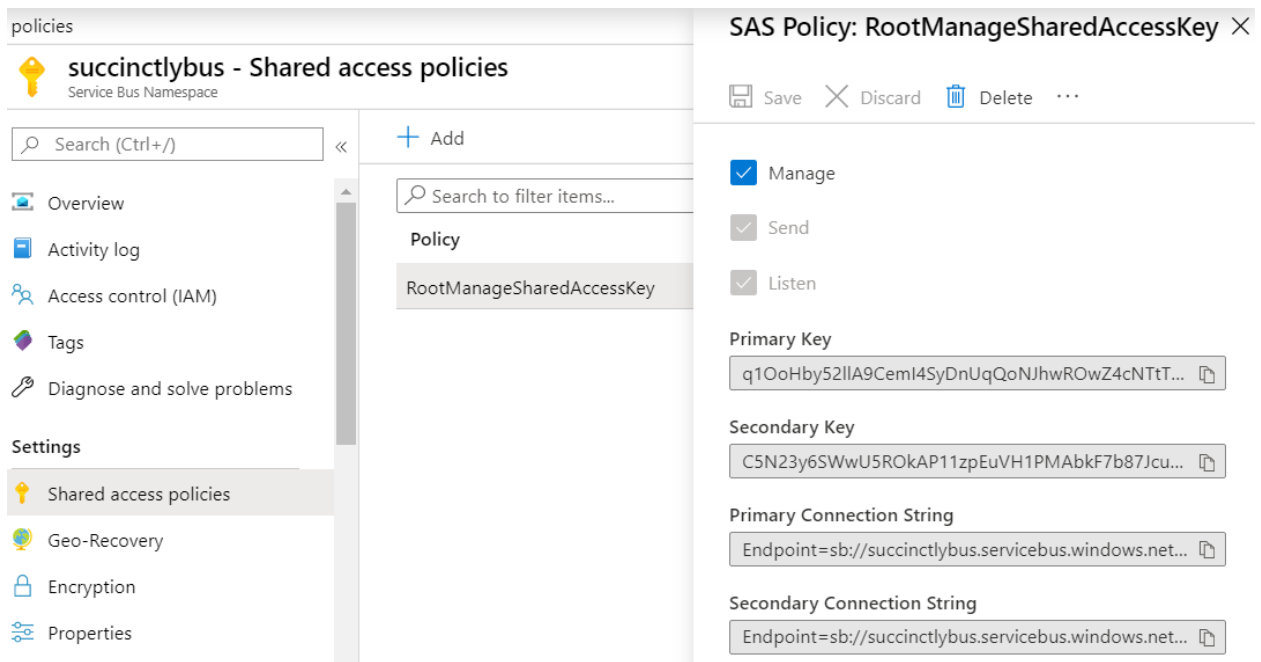 policies
succinctlybus - Shared access policies
Service Bus Namespace
Search (Ctrl+/)
«
Overview
Activity log
Access control (IAM)
Tags
Diagnose and solve problems
Settings
Shared access policies
Geo-Recovery
Encryption
Properties
+ Add
Search to filter items...
Policy
RootManageSharedAccessKey
SAS Policy: RootManageSharedAccessKey
Save Discard Delete ...
Manage
Send
Listen
Primary Key
q1OoHby52llA9CemI4SyDnUqQoNJhwROwZ4cNTtT...
Secondary Key
C5N23y6SWwU5ROkAP11zpEuVH1PMAbkF7b87Jcu...
Primary Connection String
Endpoint=sb://succinctlybus.servicebus.windows.net...
Secondary Connection String
Endpoint=sb://succinctlybus.servicebus.windows.net...